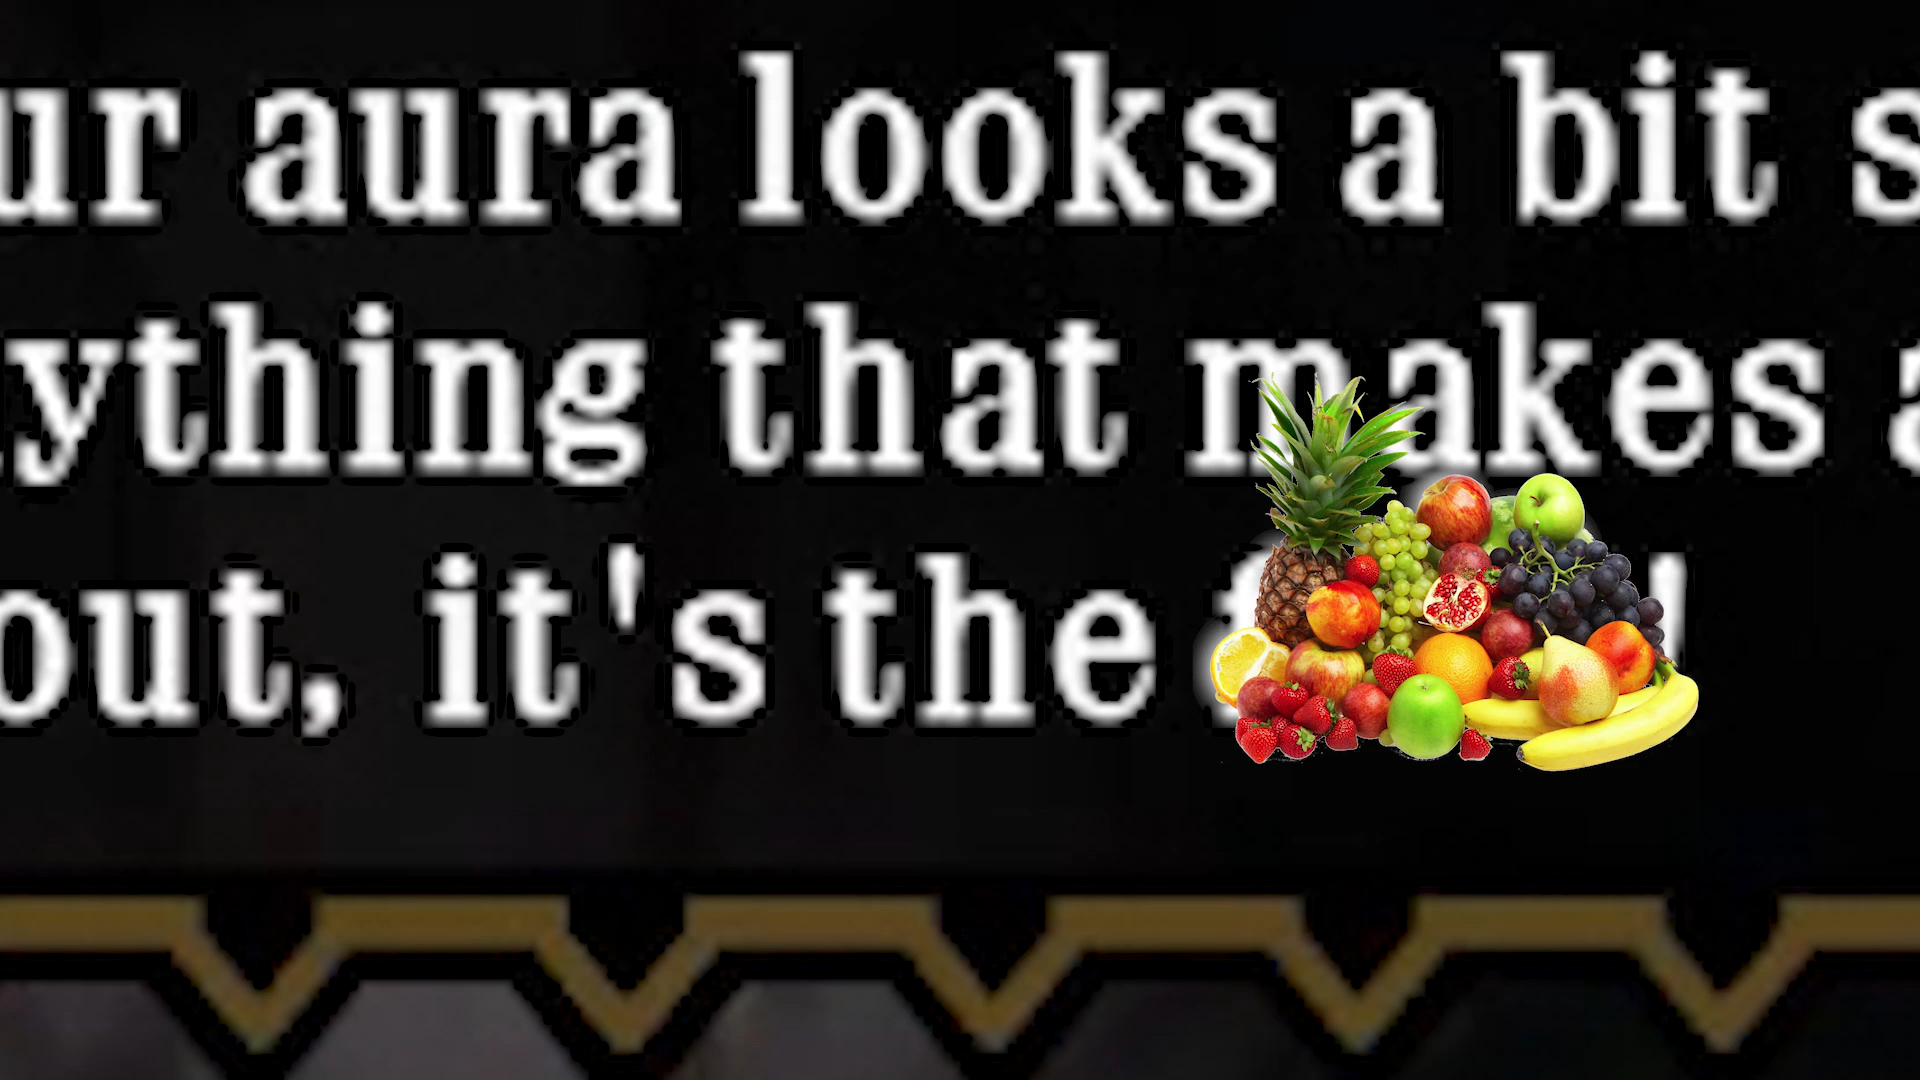 ur aura looks a bit s
ything that makes a
out, it's the